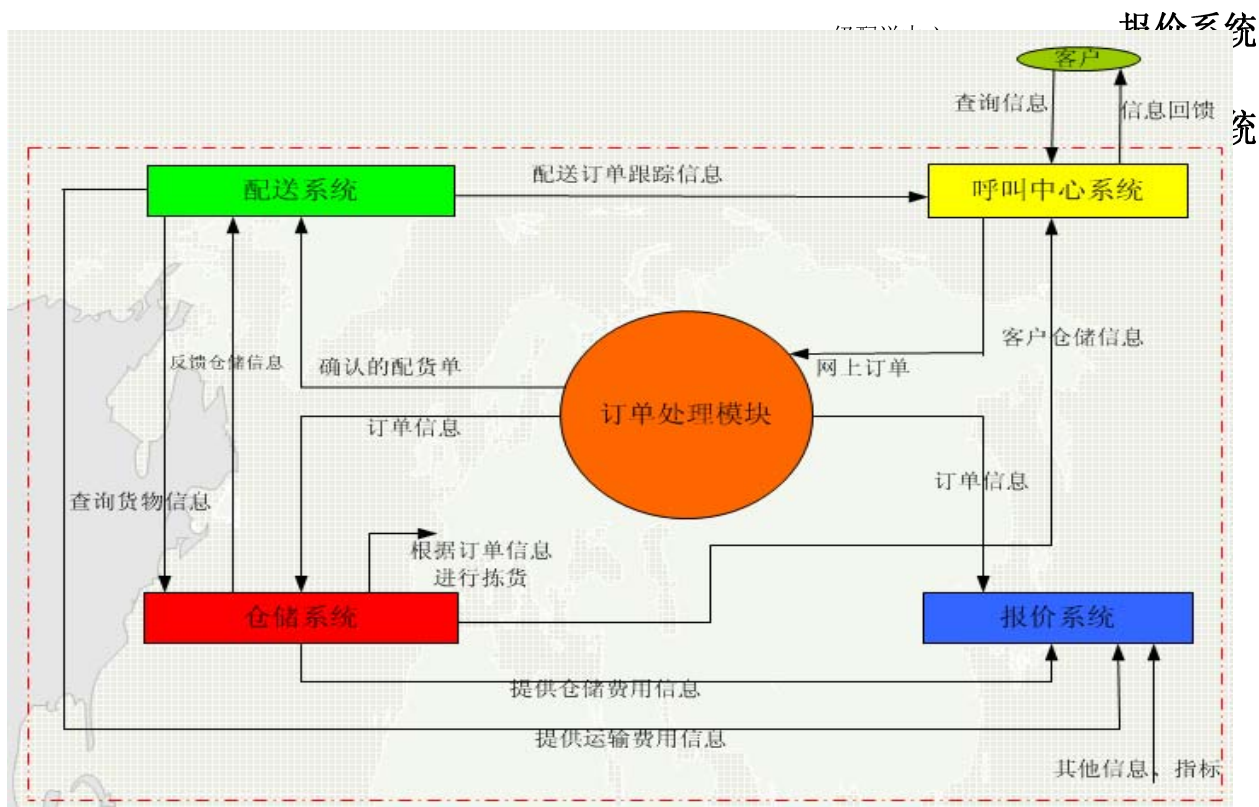 报价系统
客户
查询信息
信息回馈
统
配送系统
配送订单跟踪信息
呼叫中心系统
反馈仓储信息
确认的配货单
网上订单
客户仓储信息
订单处理模块
订单信息
订单信息
查询货物信息
根据订单信息
进行拣货
仓储系统
报价系统
提供仓储费用信息
提供运输费用信息
其他信息、指标